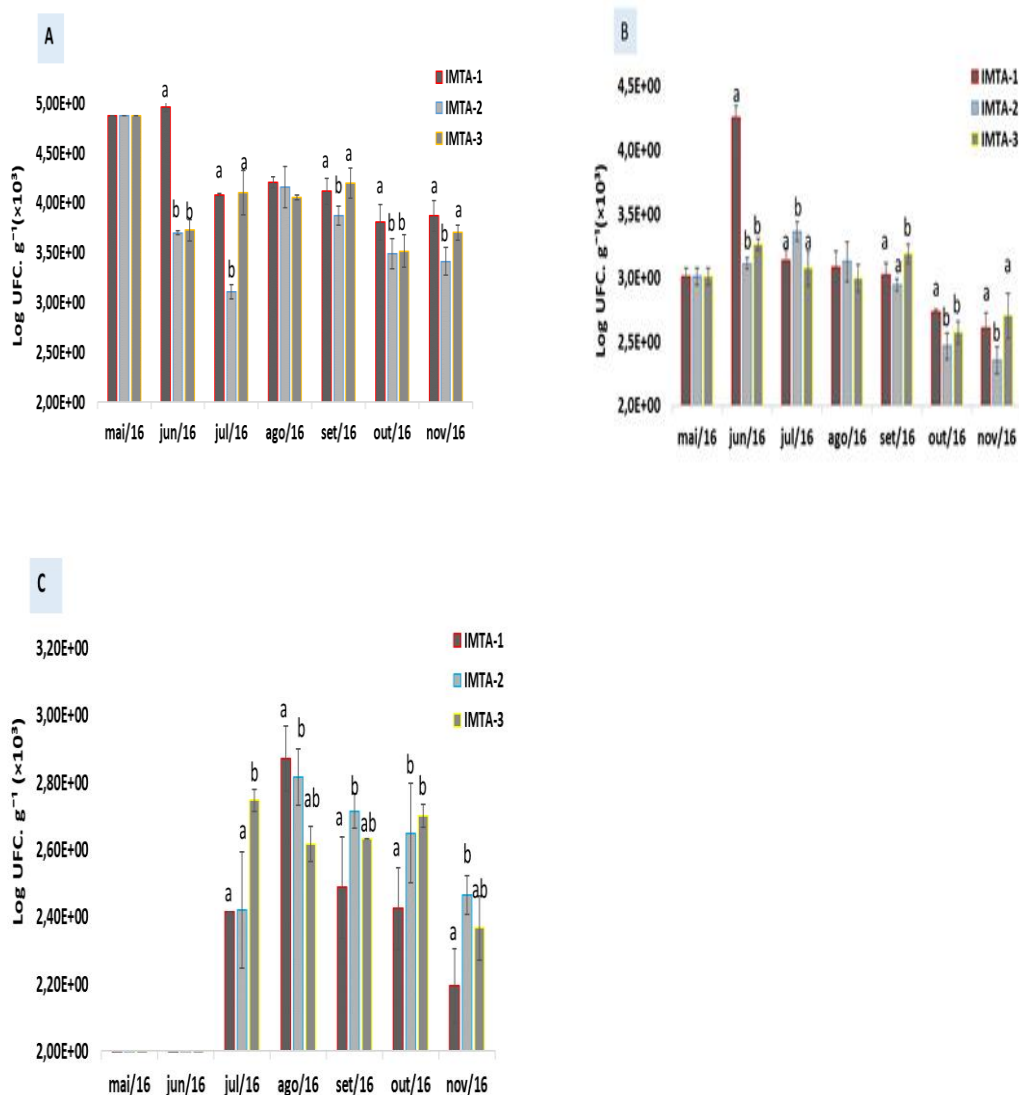 A
IMTA-1
IMTA-2
IMTA-3
Log UFC. g⁻¹(×10³)
5,00E+00
4,50E+00
4,00E+00
3,50E+00
3,00E+00
2,50E+00
2,00E+00
a
b b
a
b
a
a
b
a
a
b b
a
b
a
mai/16 jun/16 jul/16 ago/16 set/16 out/16 nov/16
B
IMTA-1
IMTA-2
IMTA-3
Log UFC. g⁻¹(×10³)
4,5E+00
4,0E+00
3,5E+00
3,0E+00
2,5E+00
2,0E+00
a
b b
a
b
a
a
a
b
a
b b
a
b
a
mai/16 jun/16 jul/16 ago/16 set/16 out/16 nov/16
C
IMTA-1
IMTA-2
IMTA-3
Log UFC. g⁻¹ (×10³)
3,20E+00
3,00E+00
2,80E+00
2,60E+00
2,40E+00
2,20E+00
2,00E+00
a
a
b
a
b
ab
a
b
ab
a
b
b
a
b
ab
mai/16 jun/16 jul/16 ago/16 set/16 out/16 nov/16